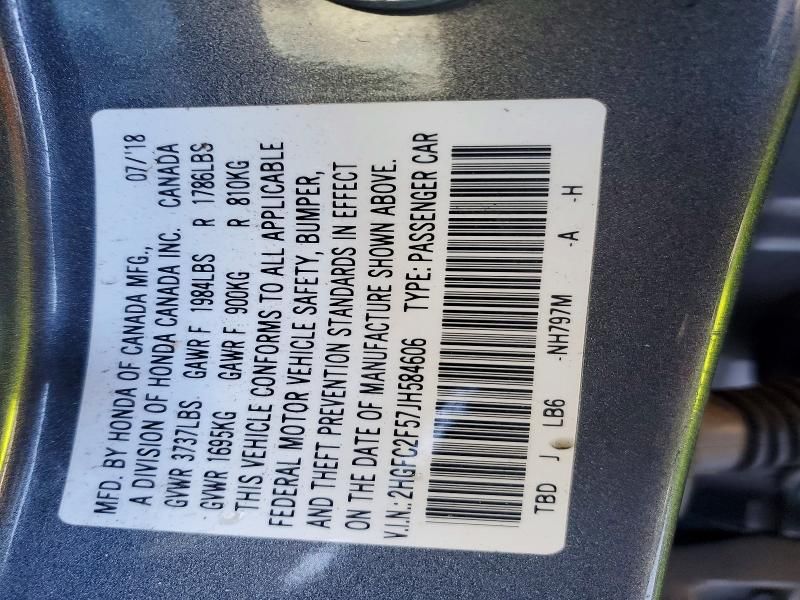 MFD. BY HONDA OF CANADA MFG., 07/'18
A DIVISION OF HONDA CANADA INC. CANADA
GVWR 3737LBS GAWR F 1984LBS R 1786LBS
GVWR 1695KG GAWR F 900KG R 810KG
THIS VEHICLE CONFORMS TO ALL APPLICABLE
FEDERAL MOTOR VEHICLE SAFETY, BUMPER,
AND THEFT PREVENTION STANDARDS IN EFFECT
ON THE DATE OF MANUFACTURE SHOWN ABOVE.
V.I.N.: 2HGFC2F57JH584606 TYPE: PASSENGER CAR
TBD J LB6 -NH797M -A -H